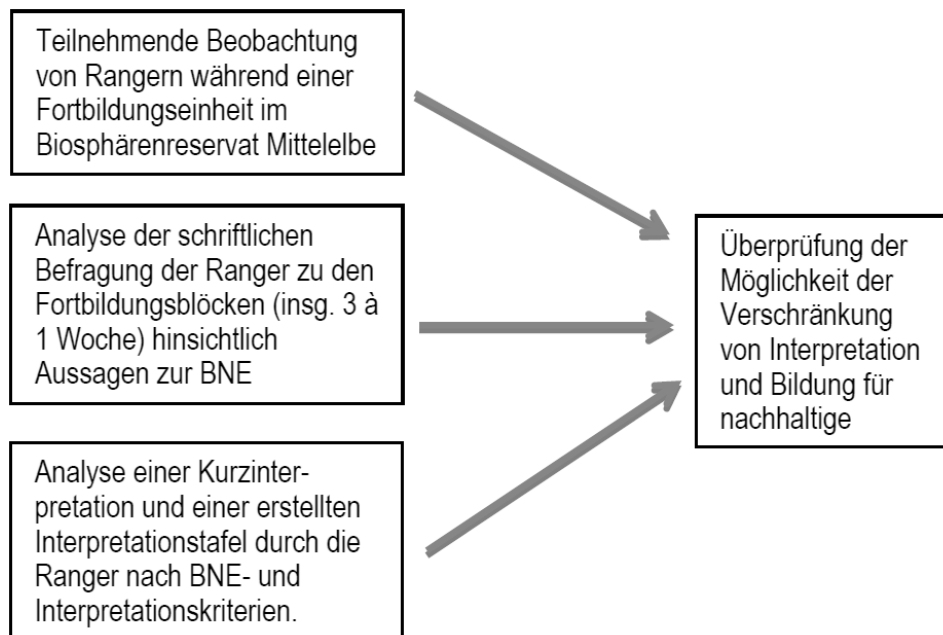 Teilnehmende Beobachtung
von Rangern während einer
Fortbildungseinheit im
Biosphärenreservat Mittelelbe
Analyse der schriftlichen
Befragung der Ranger zu den
Fortbildungsblöcken (insg. 3 à
1 Woche) hinsichtlich
Aussagen zur BNE
Analyse einer Kurzinter-
pretation und einer erstellten
Interpretationstafel durch die
Ranger nach BNE- und
Interpretationskriterien.
Überprüfung der
Möglichkeit der
Verschränkung
von Interpretation
und Bildung für
nachhaltige